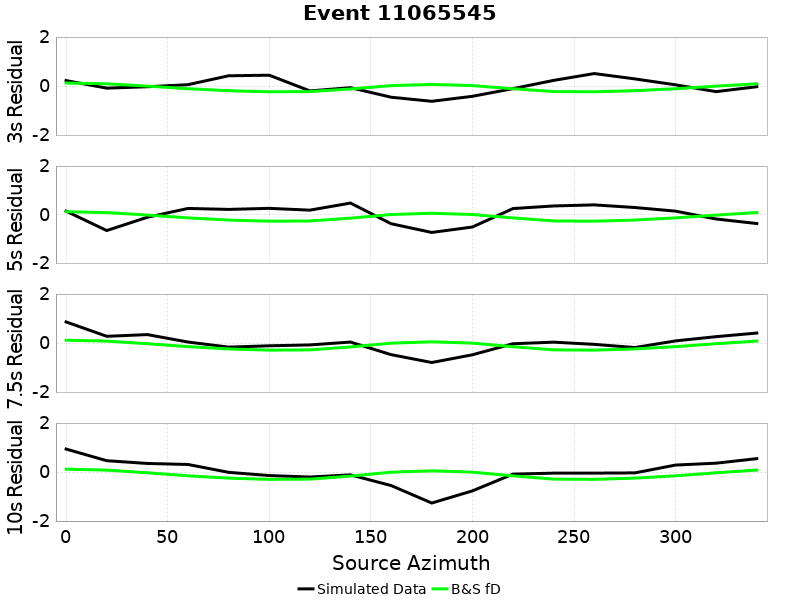 Event 11065545
3s Residual
2
0
-2
5s Residual
2
0
-2
7.5s Residual
2
0
-2
10s Residual
2
0
-2
0 50 100 150 200 250 300
Source Azimuth
Simulated Data B&S fD